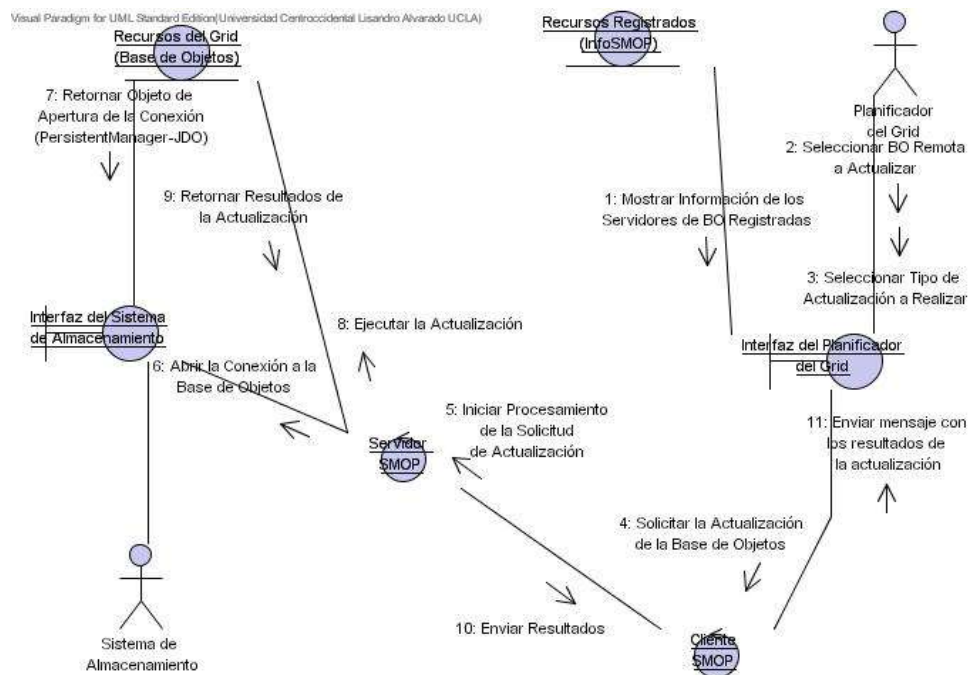 Visual Paradigm for UML Standard Edition(Universidad Centroccidental Lisandro Alvarado UCLA)
Recursos del Grid
(Base de Objetos)
Recursos Registrados
(InfoSMOP)
7: Retornar Objeto de
Apertura de la Conexión
(PersistentManager-JDO)
Planificador
del Grid
2: Seleccionar BO Remota
a Actualizar
9: Retornar Resultados de
la Actualización
1: Mostrar Información de los
Servidores de BO Registradas
3: Seleccionar Tipo de
Actualización a Realizar
Interfaz del Sistema
de Almacenamiento
8: Ejecutar la Actualización
Interfaz del Planificador
del Grid
6: Abrir la Conexión a la
Base de Objetos
5: Iniciar Procesamiento
de la Solicitud
de Actualización
11: Enviar mensaje con
los resultados de
la actualización
Servidor
SMOP
4: Solicitar la Actualización
de la Base de Objetos
10: Enviar Resultados
Cliente
SMOP
Sistema de
Almacenamiento